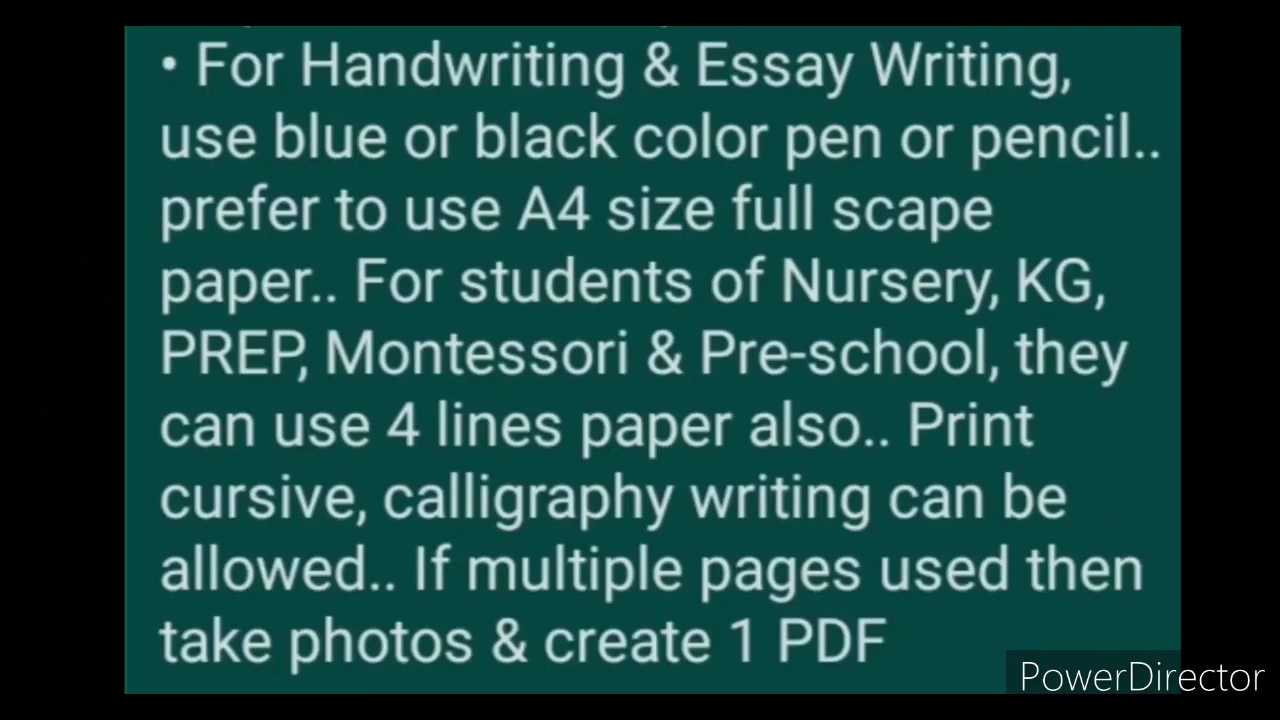 • For Handwriting & Essay Writing,
use blue or black color pen or pencil..
prefer to use A4 size full scape
paper.. For students of Nursery, KG,
PREP, Montessori & Pre-school, they
can use 4 lines paper also.. Print
cursive, calligraphy writing can be
allowed.. If multiple pages used then
take photos & create 1 PDF
PowerDirector